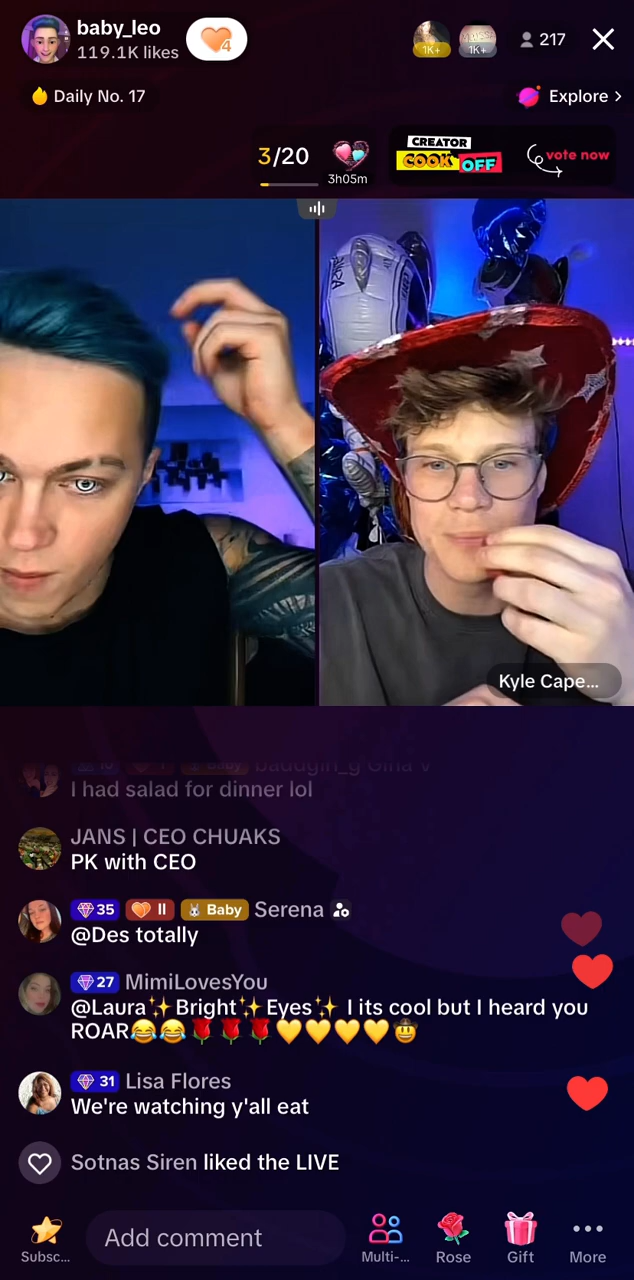 baby_leo
119.1K likes
4
1K+
1K+
217
Daily No. 17
Explore >
3/20
3h05m
CREATOR
COOK OFF
vote now
Kyle Cape...
I had salad for dinner lol
JANS | CEO CHUAKS
PK with CEO
35 II Baby Serena
@Des totally
27 MimiLovesYou
@Laura✨Bright✨Eyes✨ I its cool but I heard you
ROAR😂😂🌹🌹🌹💛💛💛💛🤠
31 Lisa Flores
We're watching y'all eat
Sotnas Siren liked the LIVE
Add comment
Subsc...
Multi-...
Rose
Gift
More